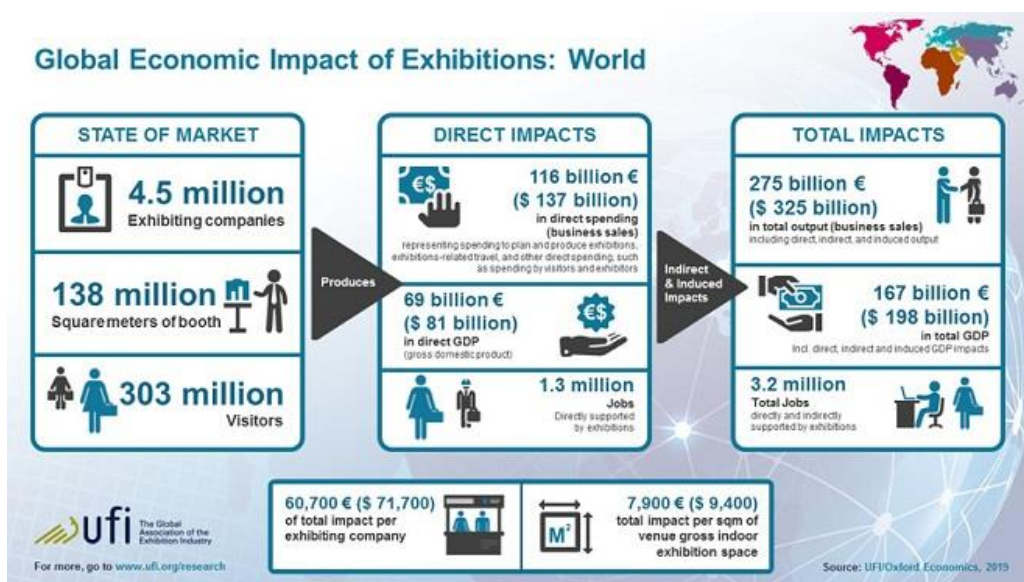 Global Economic Impact of Exhibitions: World
STATE OF MARKET
4.5 million
Exhibiting companies
138 million
Square meters of booth
303 million
Visitors
Produces
DIRECT IMPACTS
€$
116 billion €
($ 137 billion)
in direct spending
(business sales)
representing spending to plan and produce exhibitions,
exhibitions-related travel, and other direct spending, such
as spending by visitors and exhibitors
69 billion €
($ 81 billion)
in direct GDP
(gross domestic product)
€$
1.3 million
Jobs
Directly supported
by exhibitions
Indirect
& Induced
Impacts
TOTAL IMPACTS
275 billion €
($ 325 billion)
in total output (business sales)
including direct, indirect, and induced output
167 billion €
($ 198 billion)
in total GDP
Incl. direct, indirect and induced GDP impacts
3.2 million
Total Jobs
directly and indirectly
supported by exhibitions
60,700 € ($ 71,700)
of total impact per
exhibiting company
M²
7,900 € ($ 9,400)
total impact per sqm of
venue gross indoor
exhibition space
ufi
The Global
Association of the
Exhibition Industry
For more, go to www.ufi.org/research
Source: UFI/Oxford Economics, 2019